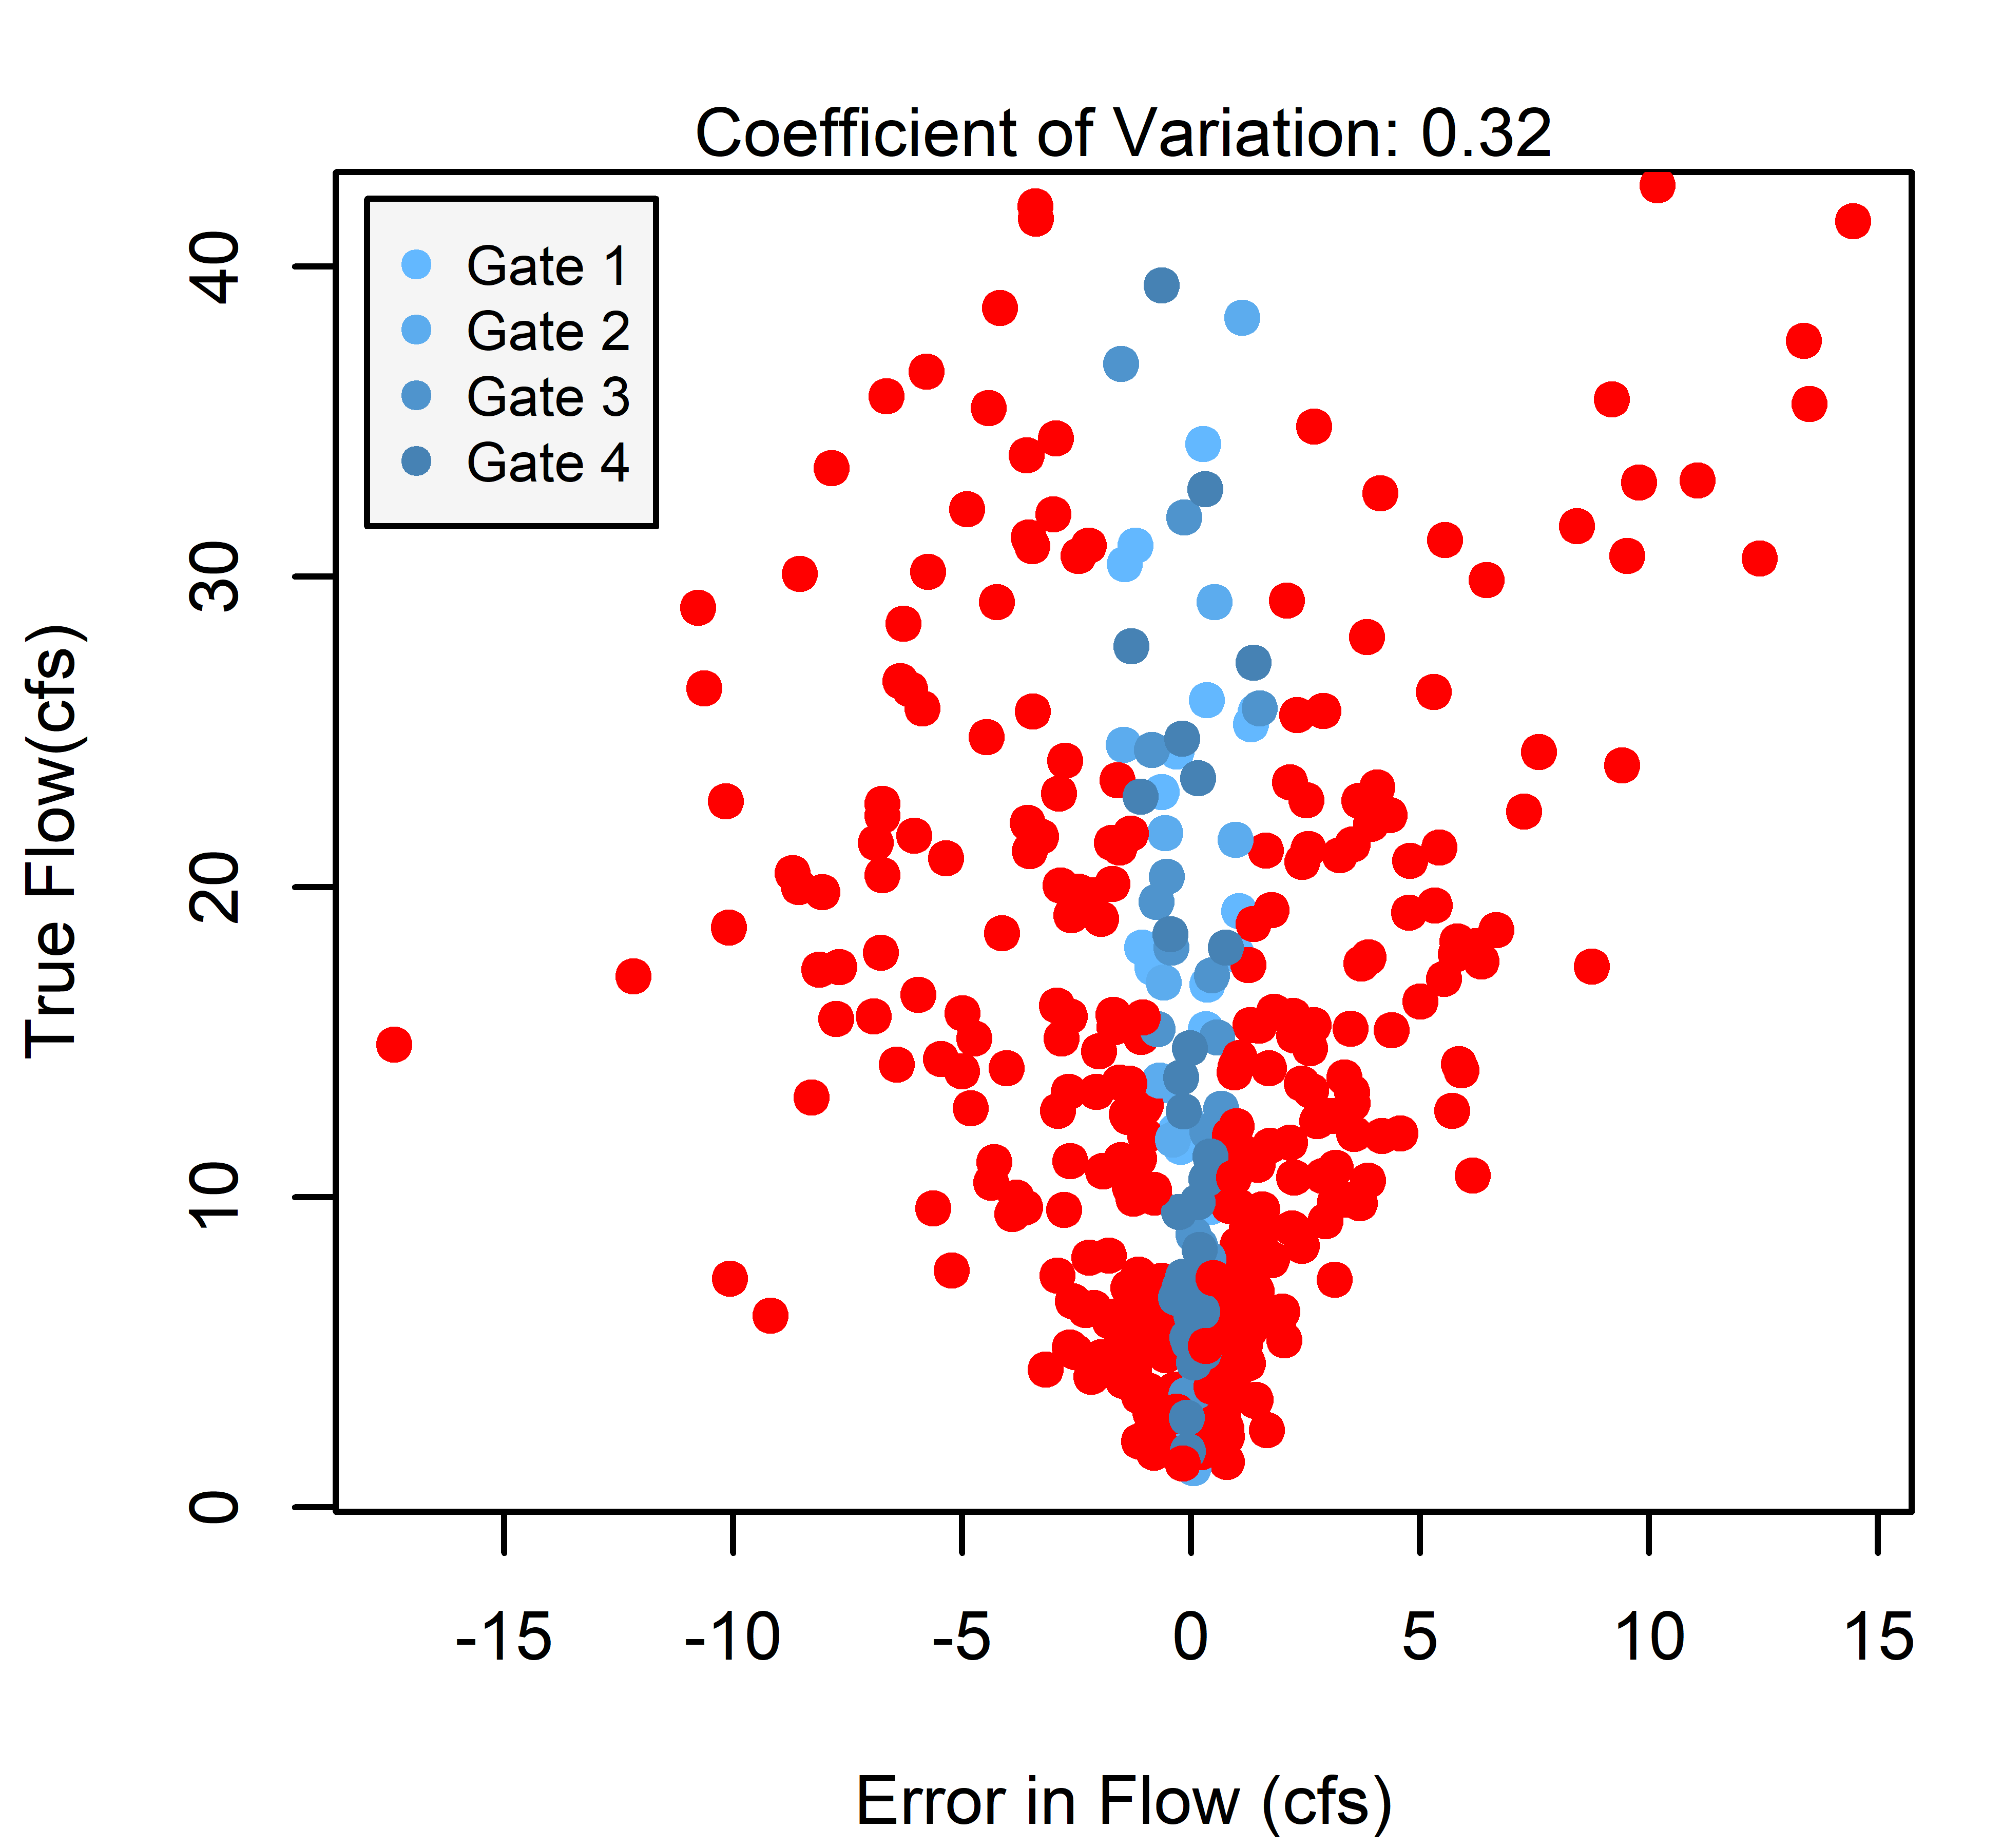 Coefficient of Variation: 0.32
Gate 1
Gate 2
Gate 3
Gate 4
True Flow(cfs)
40
30
20
10
0
-15 -10 -5 0 5 10 15
Error in Flow (cfs)